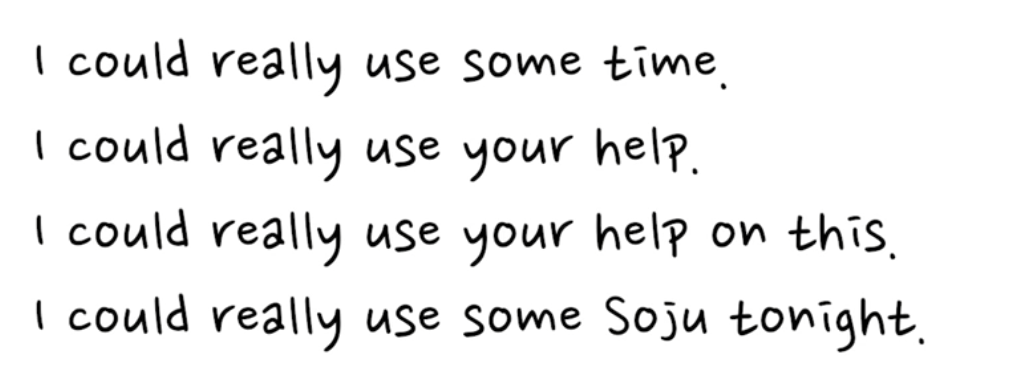 I could really use some time.
I could really use your help.
I could really use your help on this.
I could really use some Soju tonight.